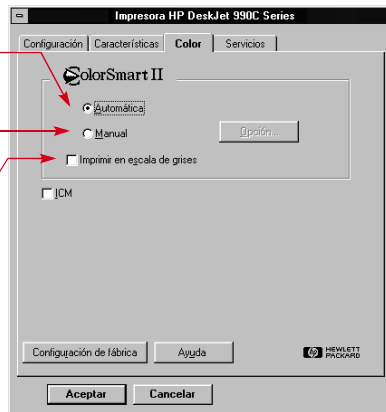 Impresora HP DeskJet 990C Series
Configuración Características Color Servicios
ColorSmart II
Automática
Manual
Opción...
Imprimir en escala de grises
ICM
Configuración de fábrica Ayuda
hp HEWLETT PACKARD
Aceptar Cancelar